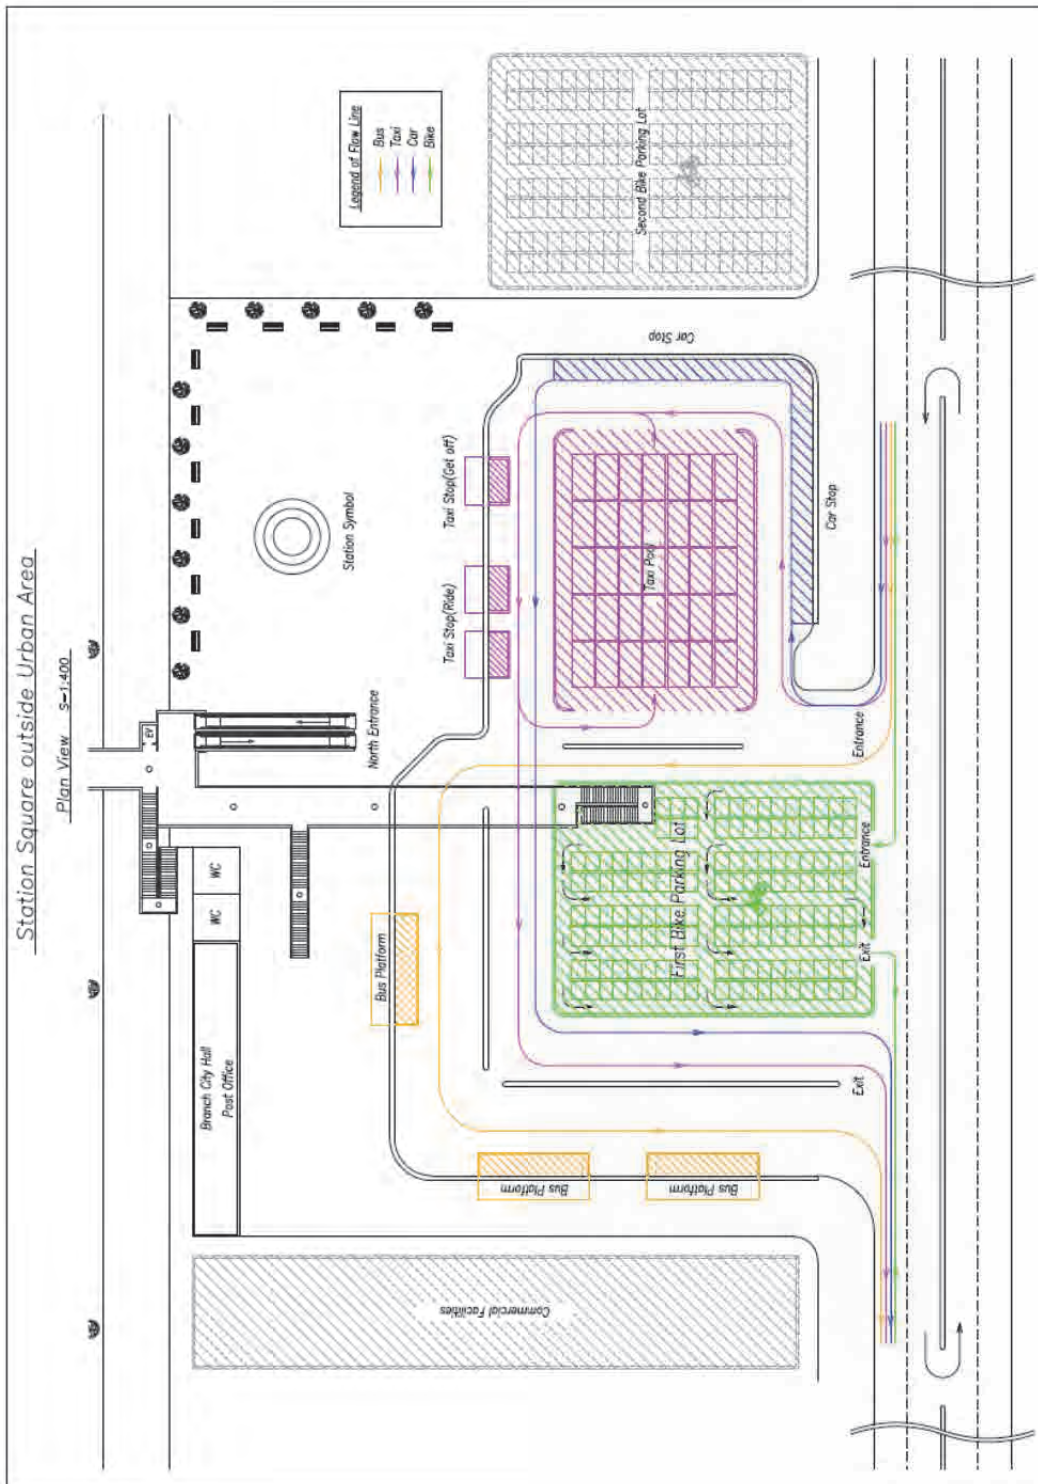 Station Square outside Urban Area
Plan View S=1:400
Legend of Flow Line
Bus
Taxi
Car
Bike
Second Bike Parking Lot
Car Stop
Station Symbol
Taxi Stop(Get off)
Taxi Stop(Ride)
Taxi Pool
Car Stop
EV
North Entrance
Entrance
WC
WC
First Bike Parking Lot
Entrance
Exit
Bus Platform
Branch City Hall
Post Office
Exit
Bus Platform
Bus Platform
Commercial Facilities